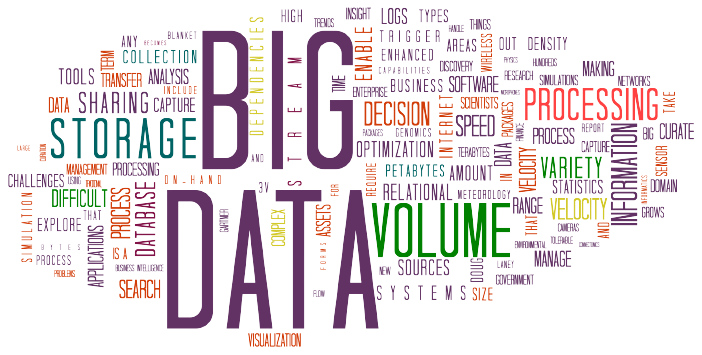 BIG
DATA
VOLUME
STORAGE
PROCESSING
INFORMATION
DECISION
SHARING
VARIETY
VELOCITY
DIFFICULT
SPEED
DATABASE
DEPENDENCIES
STREAM
BLANKET
ANY
BECOMES
COLLECTION
TOOLS
TERM
TRANSFER
ANALYSIS
INCLUDE
DATA
CAPTURE
MANAGEMENT
PROCESSING
ON-HAND
AND
3V
CHALLENGES
USING
LARGE
SIMULATION
EXPLORE
THAT
BYTES
PROCESS
PROBLEMS
APPLICATIONS
PROCESS
IS A
BUSINESS INTELLIGENCE
SEARCH
VISUALIZATION
GARTNER
COMPLEX
ASSETS
FOR
FORMS
FLOW
HIGH
TRENDS
TIME
INSIGHT
LOGS
TYPES
HANDLE
THINGS
ENABLE
TRIGGER
ENHANCED
CAPABILITIES
AREAS
WIRELESS
OUT
DENSITY
PHYSICS
HUNDREDS
DISCOVERY
RESEARCH
SIMULATIONS
MAKING
NETWORKS
ENTERPRISE
BUSINESS
SOFTWARE
SCIENTISTS
PACKAGES
INTERNET
TAKE
PACKAGES
GENOMICS
OPTIMIZATION
TERABYTES
PETABYTES
AMOUNT
REQUIRE
RELATIONAL
METEOROLOGY
IN
DATA
VELOCITY
FINANCE
PROCESS
REPORT
CAPTURE
BIG
CURATE
SENSOR
STATISTICS
DOMAIN
GROWS
RANGE
THAT
CAMERAS
TOLERABLE
AND
ENVIRONMENTAL
CONNECTOMICS
MANAGE
NEW
SOURCES
DOUG
LANEY
GOVERNMENT
SYSTEMS
SIZE